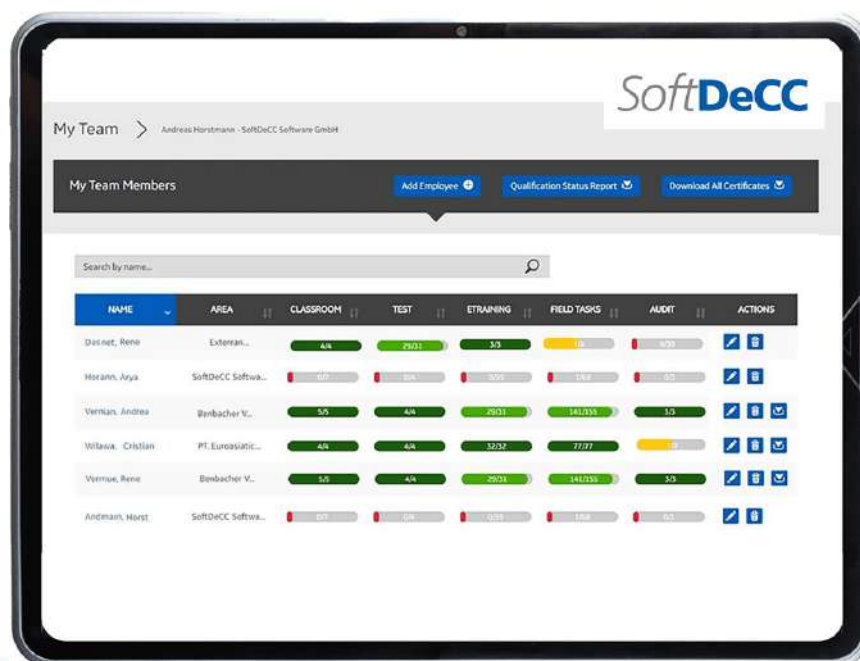 SoftDeCC
My Team > Andreas Horstmann - SoftDeCC Software GmbH
My Team Members Add Employee Qualification Status Report Download All Certificates
Search by name...
NAME AREA CLASSROOM TEST ETRAINING FIELD TASKS AUDIT ACTIONS
Dasnet, Rene Exterran... 4/4 29/31 3/3
Horann, Arya SoftDeCC Softwa...
Vernian, Andrea Benbacher V... 5/5 4/4 29/31 141/155 3/3
Wilawa, Cristian PT. Euroasiatic... 4/4 4/4 32/32 77/77
Vermue, Rene Benbacher V... 5/5 4/4 29/31 141/155 3/3
Andmain, Horst SoftDeCC Softwa...